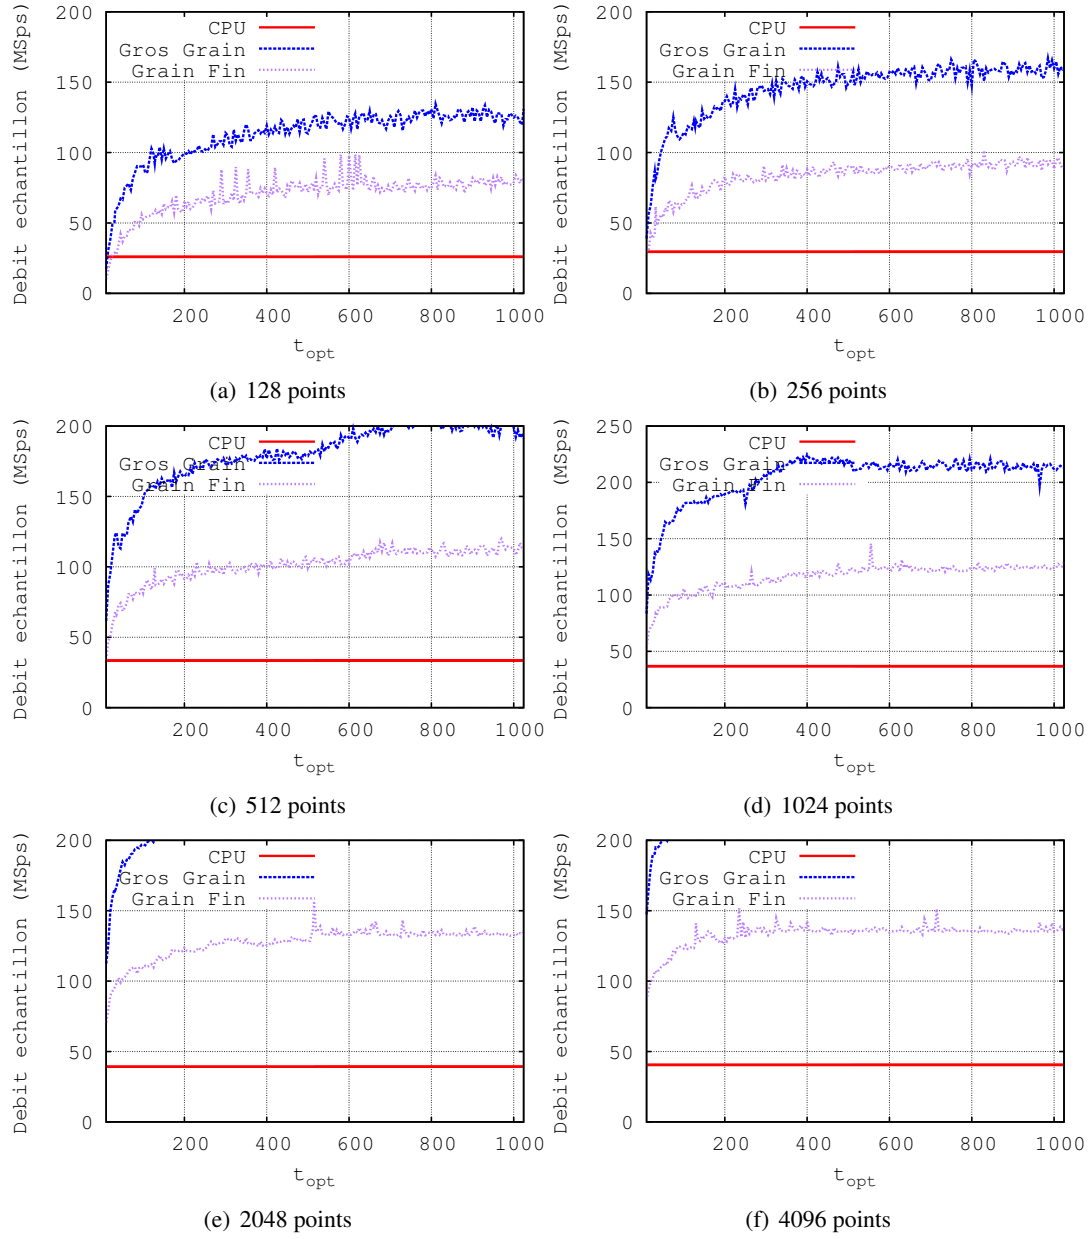 Debit echantillon (MSps)
200
150
100
50
0
CPU
Gros Grain
Grain Fin
200 400 600 800 1000
t_opt
(a) 128 points
Debit echantillon (MSps)
200
150
100
50
0
CPU
Gros Grain
Grain Fin
200 400 600 800 1000
t_opt
(b) 256 points
Debit echantillon (MSps)
200
150
100
50
0
CPU
Gros Grain
Grain Fin
200 400 600 800 1000
t_opt
(c) 512 points
Debit echantillon (MSps)
250
200
150
100
50
0
CPU
Gros Grain
Grain Fin
200 400 600 800 1000
t_opt
(d) 1024 points
Debit echantillon (MSps)
200
150
100
50
0
CPU
Gros Grain
Grain Fin
200 400 600 800 1000
t_opt
(e) 2048 points
Debit echantillon (MSps)
200
150
100
50
0
CPU
Gros Grain
Grain Fin
200 400 600 800 1000
t_opt
(f) 4096 points